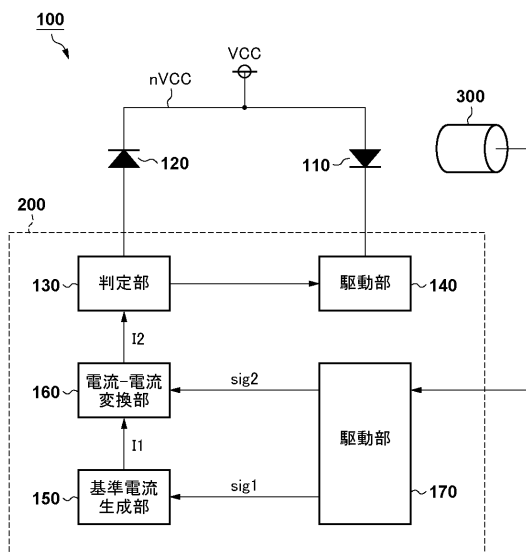 100
VCC
nVCC
300
120
110
200
130
判定部
駆動部
140
I2
160
電流-電流
変換部
sig2
駆動部
I1
150
基準電流
生成部
sig1
170